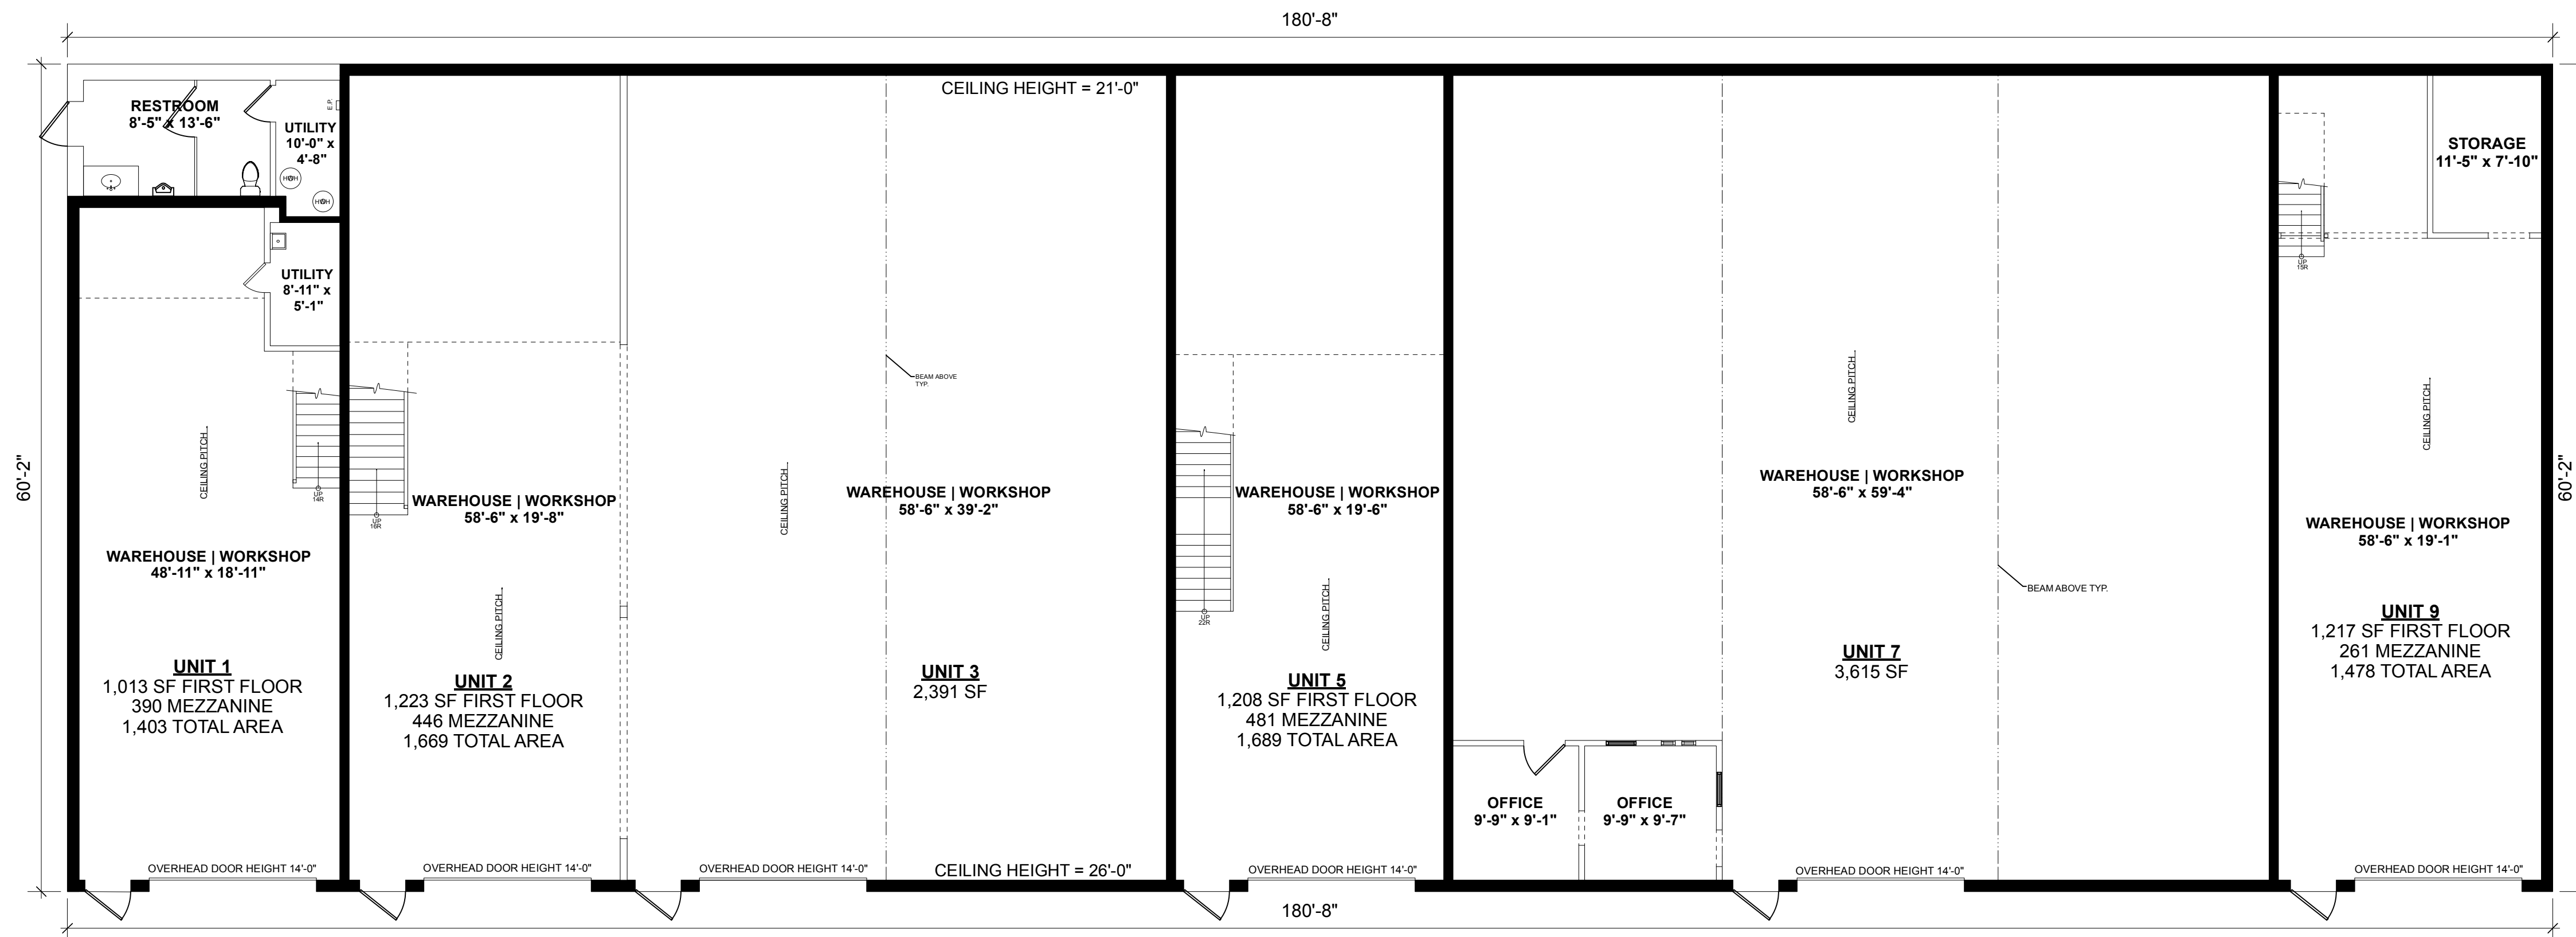 180'-8"
60'-2"
RESTROOM
8'-5" x 13'-6"
E.P.
UTILITY
10'-0" x
4'-8"
HWH
HWH
UTILITY
8'-11" x
5'-1"
CEILING PITCH
UP
14R
WAREHOUSE | WORKSHOP
48'-11" x 18'-11"
UNIT 1
1,013 SF FIRST FLOOR
390 MEZZANINE
1,403 TOTAL AREA
OVERHEAD DOOR HEIGHT 14'-0"
UP
16R
WAREHOUSE | WORKSHOP
58'-6" x 19'-8"
CEILING PITCH
UNIT 2
1,223 SF FIRST FLOOR
446 MEZZANINE
1,669 TOTAL AREA
OVERHEAD DOOR HEIGHT 14'-0"
CEILING HEIGHT = 21'-0"
BEAM ABOVE
TYP.
CEILING PITCH
WAREHOUSE | WORKSHOP
58'-6" x 39'-2"
UNIT 3
2,391 SF
OVERHEAD DOOR HEIGHT 14'-0"
CEILING HEIGHT = 26'-0"
WAREHOUSE | WORKSHOP
58'-6" x 19'-6"
UP
22R
CEILING PITCH
UNIT 5
1,208 SF FIRST FLOOR
481 MEZZANINE
1,689 TOTAL AREA
OVERHEAD DOOR HEIGHT 14'-0"
CEILING PITCH
WAREHOUSE | WORKSHOP
58'-6" x 59'-4"
BEAM ABOVE TYP.
UNIT 7
3,615 SF
OFFICE
9'-9" x 9'-1"
OFFICE
9'-9" x 9'-7"
OVERHEAD DOOR HEIGHT 14'-0"
STORAGE
11'-5" x 7'-10"
UP
15R
CEILING PITCH
WAREHOUSE | WORKSHOP
58'-6" x 19'-1"
UNIT 9
1,217 SF FIRST FLOOR
261 MEZZANINE
1,478 TOTAL AREA
OVERHEAD DOOR HEIGHT 14'-0"
60'-2"
180'-8"